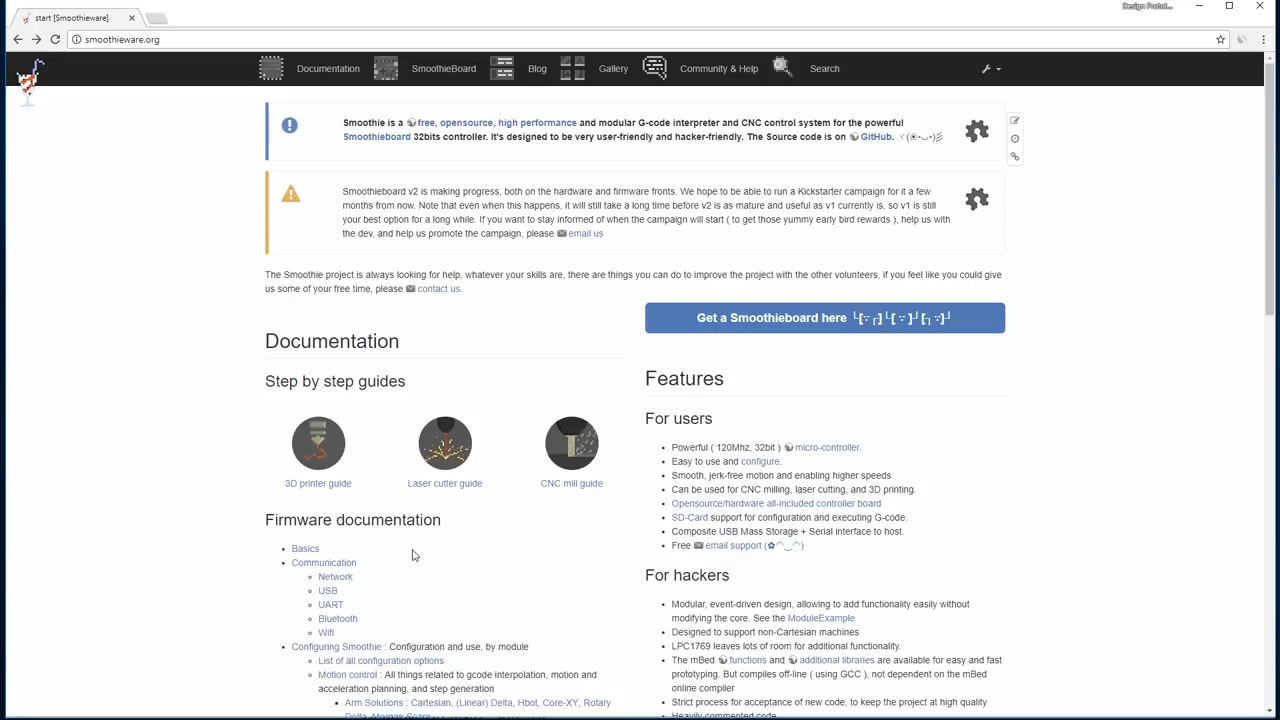 start [Smoothieware]
Design Protot...
smoothieware.org
Documentation SmoothieBoard Blog Gallery Community & Help Search
Smoothie is a free, opensource, high performance and modular G-code interpreter and CNC control system for the powerful
Smoothieboard 32bits controller. It's designed to be very user-friendly and hacker-friendly. The Source code is on GitHub.
Smoothieboard v2 is making progress, both on the hardware and firmware fronts. We hope to be able to run a Kickstarter campaign for it a few
months from now. Note that even when this happens, it will still take a long time before v2 is as mature and useful as v1 currently is, so v1 is still
your best option for a long while. If you want to stay informed of when the campaign will start ( to get those yummy early bird rewards ), help us with
the dev, and help us promote the campaign, please email us
The Smoothie project is always looking for help, whatever your skills are, there are things you can do to improve the project with the other volunteers, if you feel like you could give
us some of your free time, please contact us.
Get a Smoothieboard here
Documentation
Step by step guides
3D printer guide
Laser cutter guide
CNC mill guide
Firmware documentation
Basics
Communication
Network
USB
UART
Bluetooth
Wifi
Configuring Smoothie : Configuration and use, by module
List of all configuration options
Motion control : All things related to gcode interpolation, motion and
acceleration planning, and step generation
Arm Solutions : Cartesian, (Linear) Delta, Hbot, Core-XY, Rotary
Delta, Morgan Scara
Features
For users
Powerful ( 120Mhz, 32bit ) micro-controller.
Easy to use and configure.
Smooth, jerk-free motion and enabling higher speeds
Can be used for CNC milling, laser cutting, and 3D printing.
Opensource/hardware all-included controller board
SD-Card support for configuration and executing G-code.
Composite USB Mass Storage + Serial interface to host.
Free email support (✿◠‿◠)
For hackers
Modular, event-driven design, allowing to add functionality easily without
modifying the core. See the ModuleExample
Designed to support non-Cartesian machines
LPC1769 leaves lots of room for additional functionality.
The mBed functions and additional libraries are available for easy and fast
prototyping. But compiles off-line ( using GCC ), not dependent on the mBed
online compiler
Strict process for acceptance of new code, to keep the project at high quality
Heavily commented code